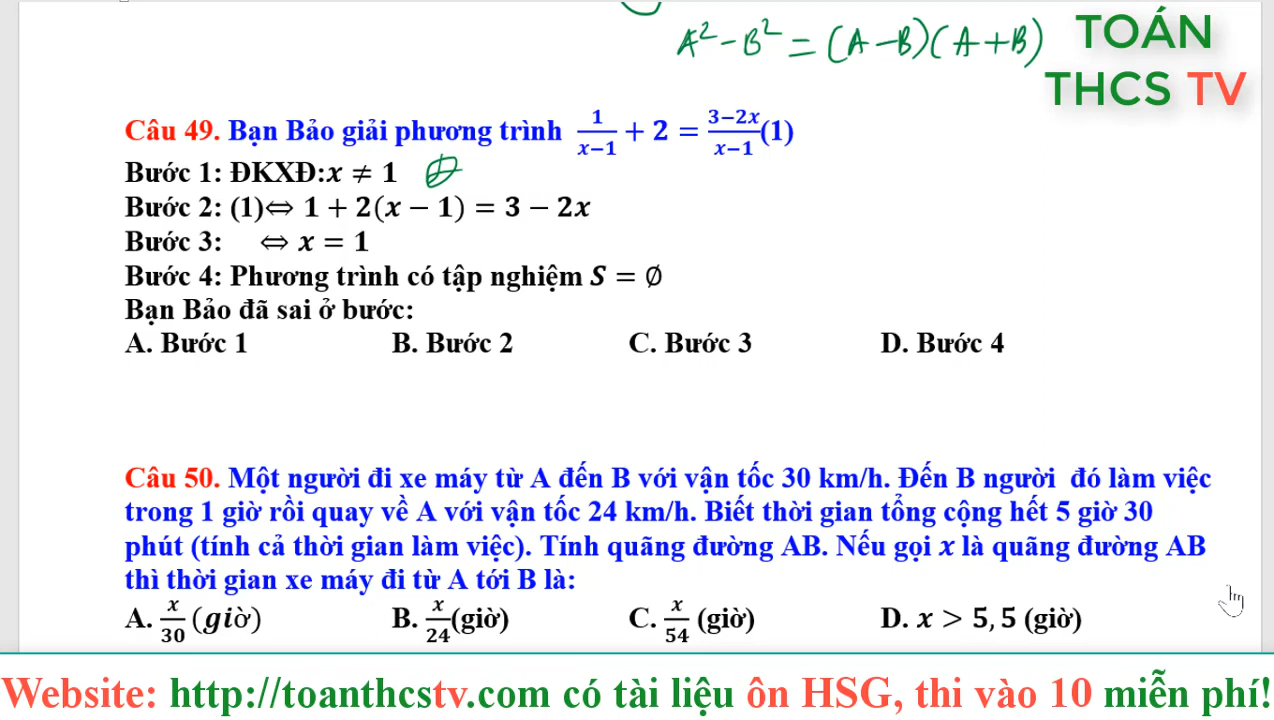 A² − B² = (A − B)(A + B)
TOÁN
THCS TV
Câu 49. Bạn Bảo giải phương trình 1/(x−1) + 2 = (3−2x)/(x−1) (1)
Bước 1: ĐKXĐ: x ≠ 1
Bước 2: (1)⇔ 1 + 2(x − 1) = 3 − 2x
Bước 3: ⇔ x = 1
Bước 4: Phương trình có tập nghiệm S = ∅
Bạn Bảo đã sai ở bước:
A. Bước 1 B. Bước 2 C. Bước 3 D. Bước 4
Câu 50. Một người đi xe máy từ A đến B với vận tốc 30 km/h. Đến B người đó làm việc
trong 1 giờ rồi quay về A với vận tốc 24 km/h. Biết thời gian tổng cộng hết 5 giờ 30
phút (tính cả thời gian làm việc). Tính quãng đường AB. Nếu gọi x là quãng đường AB
thì thời gian xe máy đi từ A tới B là:
A. x/30 (giờ) B. x/24 (giờ) C. x/54 (giờ) D. x > 5,5 (giờ)
Website: http://toanthcstv.com có tài liệu ôn HSG, thi vào 10 miễn phí!